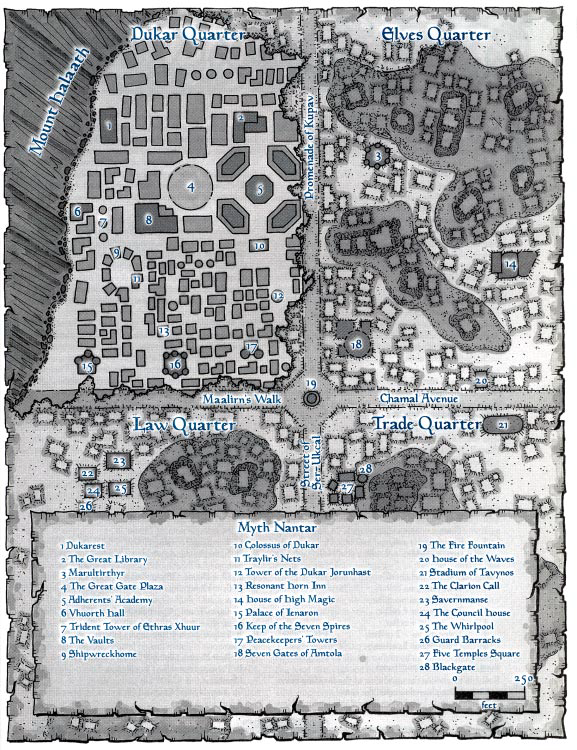 Dukar Quarter
Elves Quarter
Mount Halaath
Promenade of Kupav
1
2
3
4
5
6
7
8
9
10
11
12
13
14
15
16
17
18
19
20
Maalirn's Walk
Chamal Avenue
Law Quarter
Trade Quarter
21
Street of
Serz'Ukcal
22
23
24
25
26
27
28
Myth Nantar
1 Dukarest
2 The Great Library
3 Marultirthyr
4 The Great Gate Plaza
5 Adherents' Academy
6 Vhuorth Hall
7 Trident Tower of Ethras Xhuur
8 The Vaults
9 Shipwreckhome
10 Colossus of Dukar
11 Traylir's Nets
12 Tower of the Dukar Jorunhast
13 Resonant Horn Inn
14 House of High Magic
15 Palace of Ienaron
16 Keep of the Seven Spires
17 Peacekeepers' Towers
18 Seven Gates of Amtola
19 The Fire Fountain
20 House of the Waves
21 Stadium of Tavynos
22 The Clarion Call
23 Savernmanse
24 The Council House
25 The Whirlpool
26 Guard Barracks
27 Five Temples Square
28 Blackgate
0 250
feet